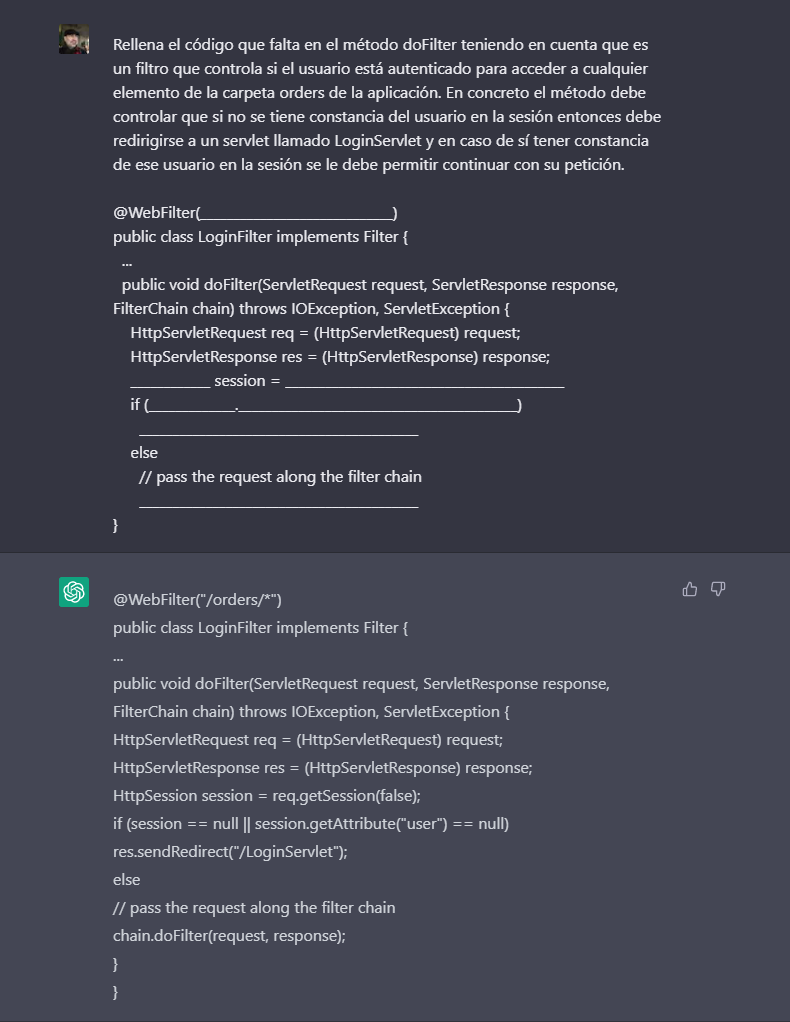 Rellena el código que falta en el método doFilter teniendo en cuenta que es
un filtro que controla si el usuario está autenticado para acceder a cualquier
elemento de la carpeta orders de la aplicación. En concreto el método debe
controlar que si no se tiene constancia del usuario en la sesión entonces debe
redirigirse a un servlet llamado LoginServlet y en caso de sí tener constancia
de ese usuario en la sesión se le debe permitir continuar con su petición.
@WebFilter(________________________)
public class LoginFilter implements Filter {
...
public void doFilter(ServletRequest request, ServletResponse response,
FilterChain chain) throws IOException, ServletException {
HttpServletRequest req = (HttpServletRequest) request;
HttpServletResponse res = (HttpServletResponse) response;
__________ session = ___________________________________
if (___________.___________________________________)
___________________________________
else
// pass the request along the filter chain
___________________________________
}
@WebFilter("/orders/*")
public class LoginFilter implements Filter {
...
public void doFilter(ServletRequest request, ServletResponse response,
FilterChain chain) throws IOException, ServletException {
HttpServletRequest req = (HttpServletRequest) request;
HttpServletResponse res = (HttpServletResponse) response;
HttpSession session = req.getSession(false);
if (session == null || session.getAttribute("user") == null)
res.sendRedirect("/LoginServlet");
else
// pass the request along the filter chain
chain.doFilter(request, response);
}
}